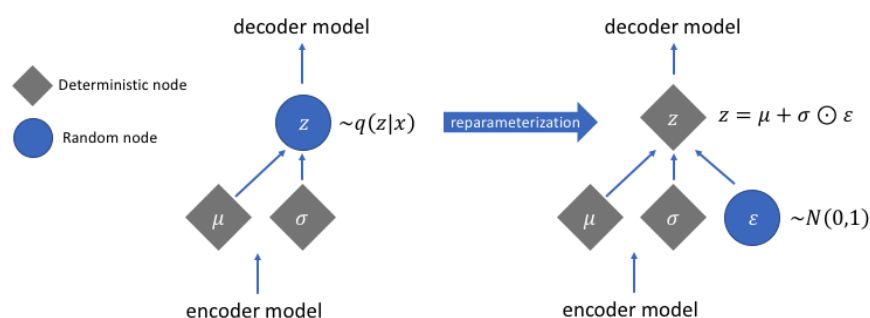 decoder model
decoder model
Deterministic node
Random node
z
~q(z|x)
reparameterization
z
z = μ + σ ⊙ ε
μ
σ
μ
σ
ε
~N(0,1)
encoder model
encoder model